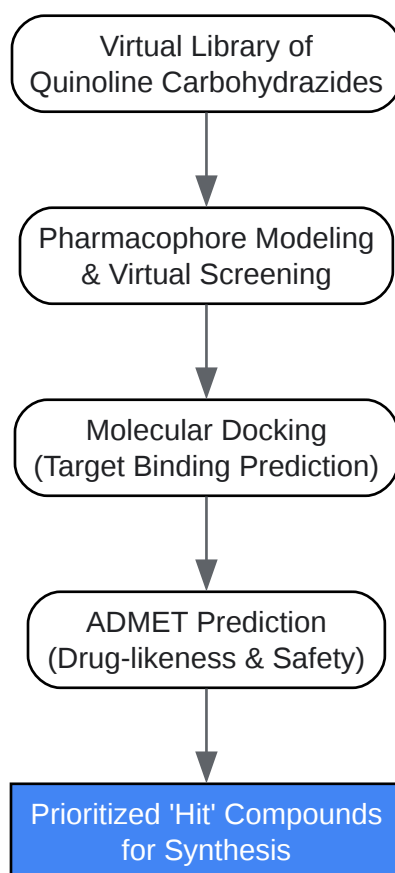 Virtual Library of
Quinoline Carbohydrazides
Pharmacophore Modeling
& Virtual Screening
Molecular Docking
(Target Binding Prediction)
ADMET Prediction
(Drug-likeness & Safety)
Prioritized 'Hit' Compounds
for Synthesis